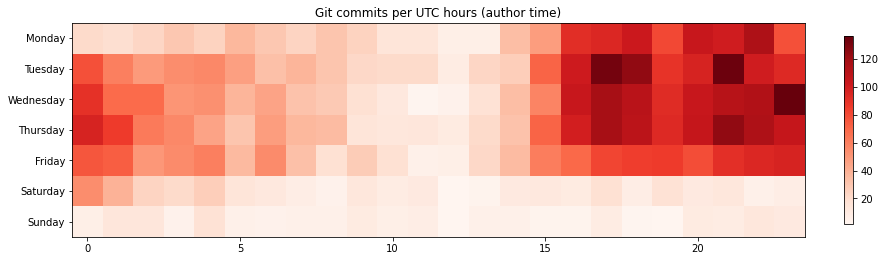 Git commits per UTC hours (author time)
Monday
Tuesday
Wednesday
Thursday
Friday
Saturday
Sunday
0 5 10 15 20
120
100
80
60
40
20